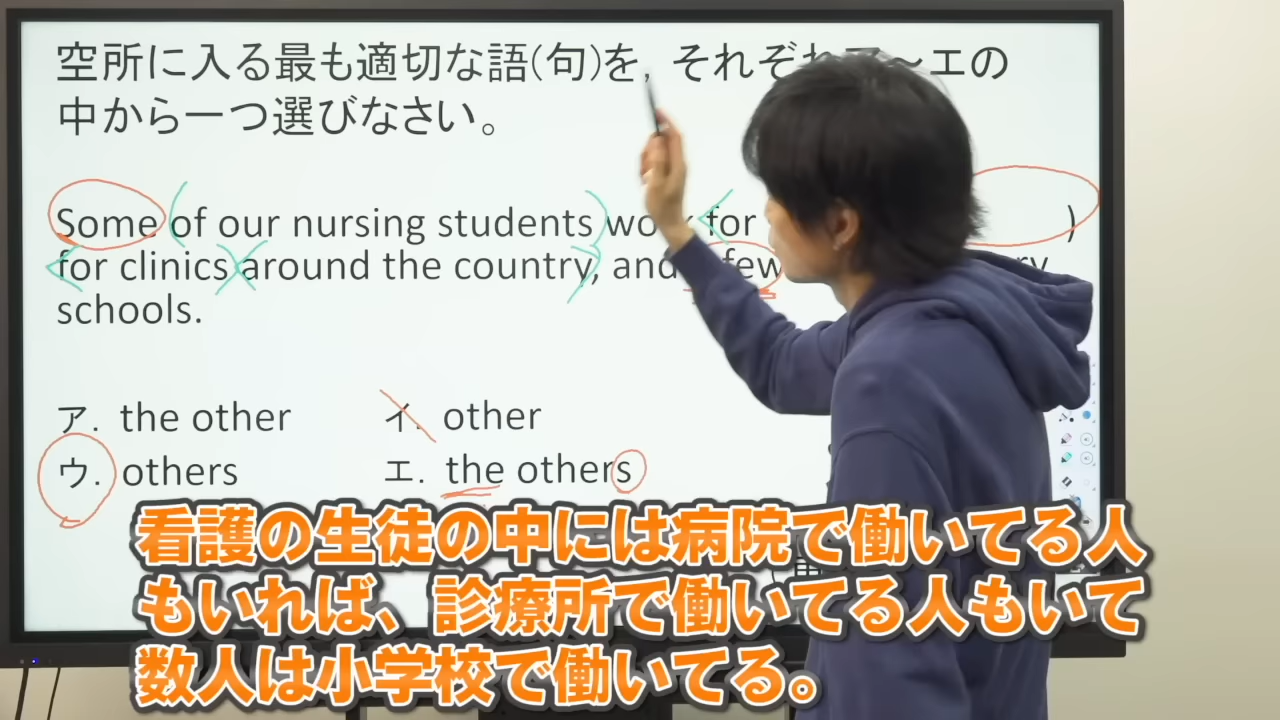 空所に入る最も適切な語(句)を, それぞれ　〜エの
中から一つ選びなさい。
Some of our nursing students work for )
for clinics around the country, and few
schools.
ア. the other イ. other
ウ. others エ. the others
看護の生徒の中には病院で働いてる人
もいれば、診療所で働いてる人もいて
数人は小学校で働いてる。